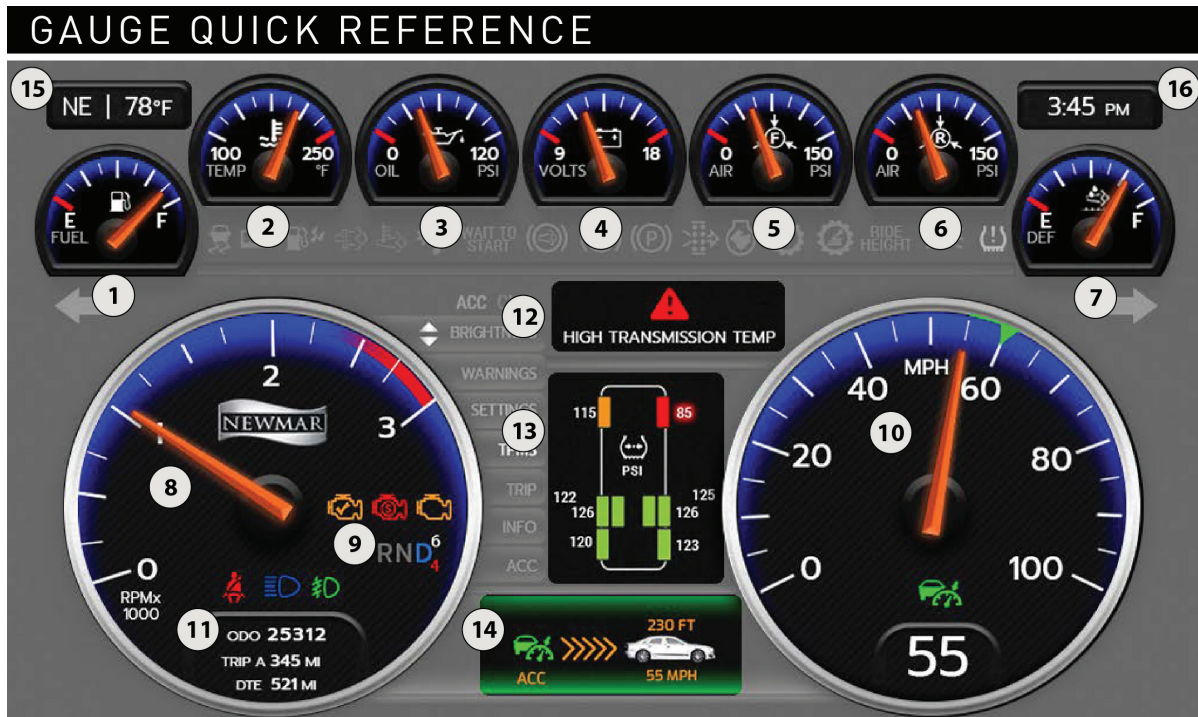 GAUGE QUICK REFERENCE
15
NE | 78°F
16
3:45 PM
100 250
TEMP °F
2
0 120
OIL PSI
3
9 18
VOLTS
4
F
0 150
AIR PSI
5
R
0 150
AIR PSI
6
E F
FUEL
1
E F
DEF
7
WAIT TO
START
P
RIDE
HEIGHT
ACC
12
BRIGHTNESS
WARNINGS
SETTINGS
13
TPMS
TRIP
INFO
ACC
HIGH TRANSMISSION TEMP
115 85
PSI
122 125
126 126
120 123
0 1 2 3
NEWMAR
8
RPMx
1000
9
RND 6
4
11
ODO 25312
TRIP A 345 MI
DTE 521 MI
14
230 FT
ACC 55 MPH
MPH
0 20 40 60 80 100
10
55